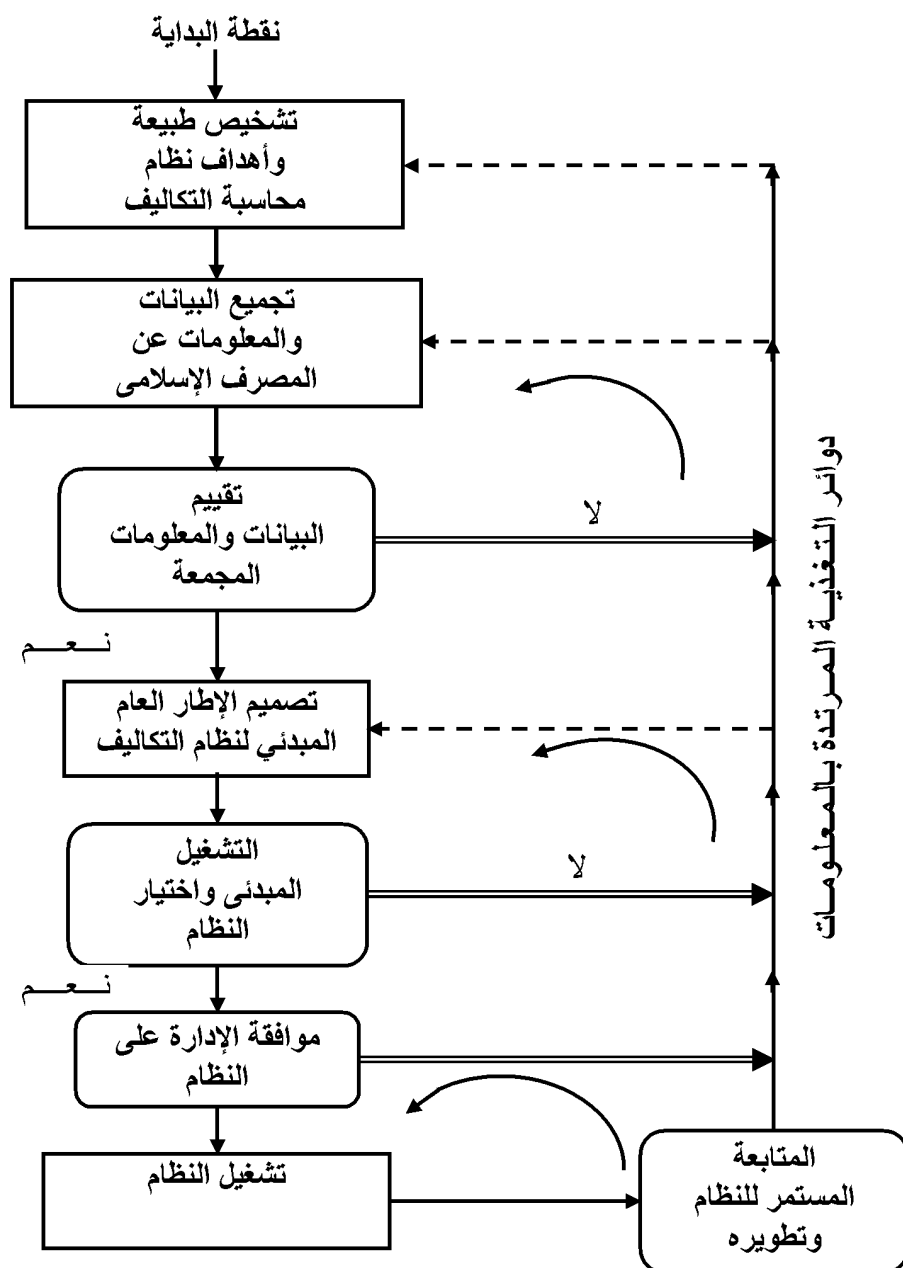 نقطة البداية
تشخيص طبيعة
وأهداف نظام
محاسبة التكاليف
تجميع البيانات
والمعلومات عن
المصرف الإسلامى
تقييم
البيانات والمعلومات
المجمعة
لا
نـعـم
تصميم الإطار العام
المبدئي لنظام التكاليف
التشغيل
المبدئى واختيار
النظام
لا
نـعـم
موافقة الإدارة على
النظام
تشغيل النظام
المتابعة
المستمر للنظام
وتطويره
دوائر التغذية المرتدة بالمعلومات